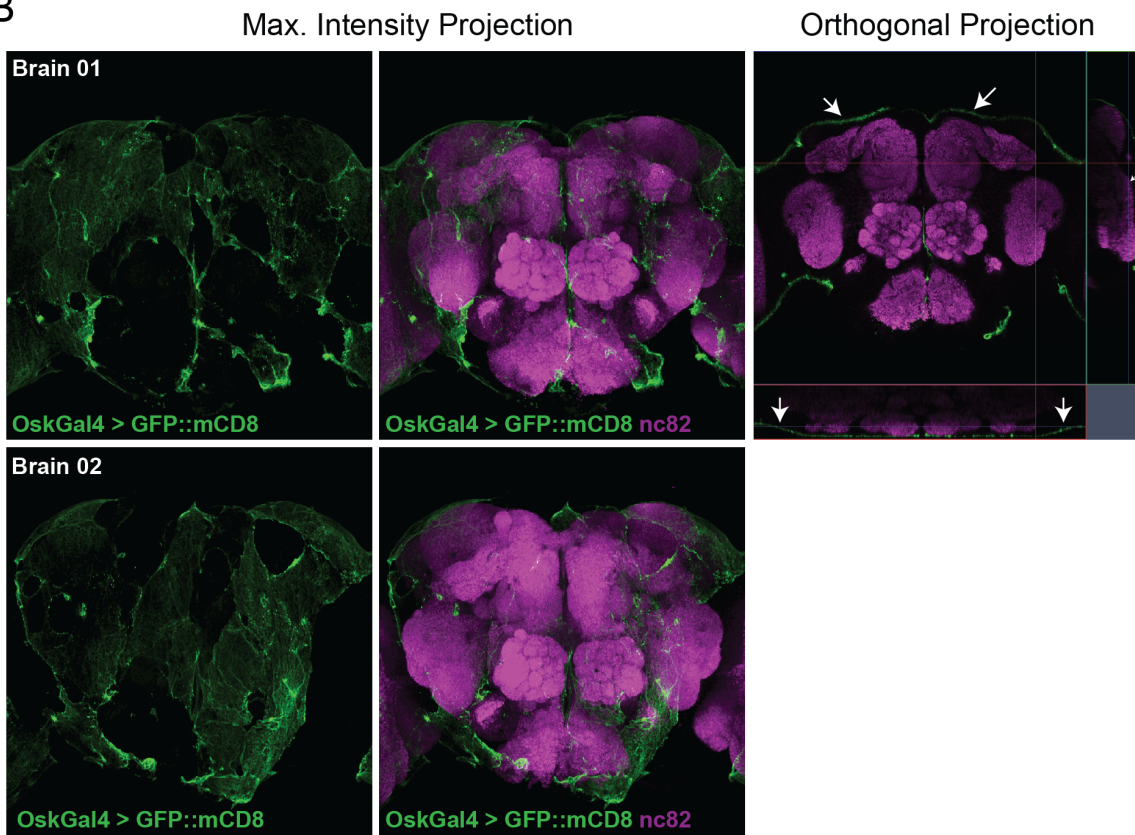 B
Max. Intensity Projection
Orthogonal Projection
Brain 01
OskGal4 > GFP::mCD8
OskGal4 > GFP::mCD8 nc82
Brain 02
OskGal4 > GFP::mCD8
OskGal4 > GFP::mCD8 nc82